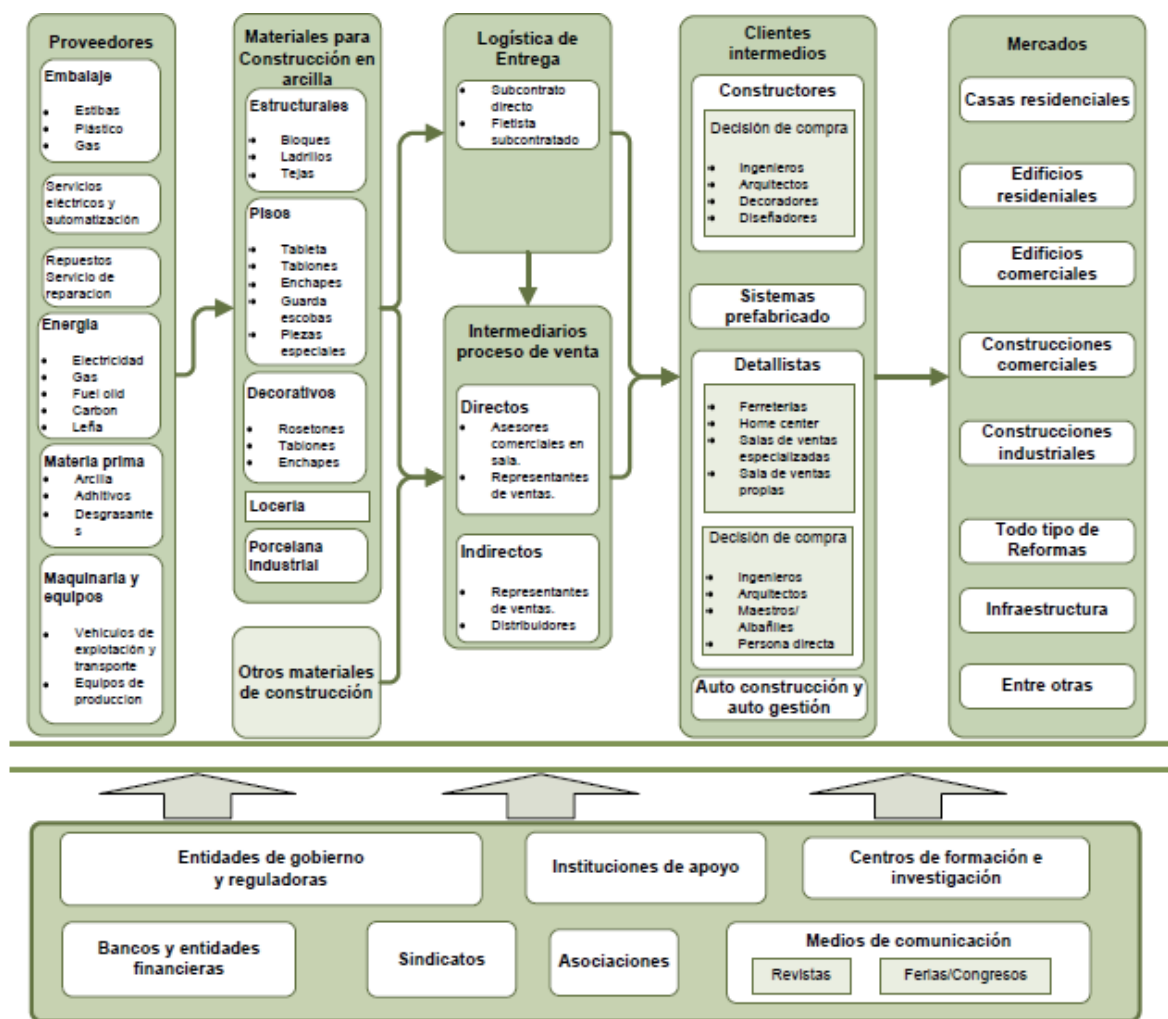 Proveedores
Embalaje
Estibas
Plástico
Gas
Servicios
eléctricos y
automatización
Repuestos
Servicio de
reparacion
Energia
Electricidad
Gas
Fuel olid
Carbon
Leña
Materia prima
Arcilla
Adhitivos
Desgrasante
s
Maquinaria y
equipos
Vehiculos de
explotación y
transporte
Equipos de
produccion
Materiales para
Construcción en
arcilla
Estructurales
Bloques
Ladrillos
Tejas
Pisos
Tableta
Tablones
Enchapes
Guarda
escobas
Piezas
especiales
Decorativos
Rosetones
Tablones
Enchapes
Loceria
Porcelana
Industrial
Otros materiales
de construcción
Logística de
Entrega
Subcontrato
directo
Fletista
subcontratado
Intermediarios
proceso de venta
Directos
Asesores
comerciales en
sala.
Representantes
de ventas.
Indirectos
Representantes
de ventas.
Distribuidores
Clientes
intermedios
Constructores
Decisión de compra
Ingenieros
Arquitectos
Decoradores
Diseñadores
Sistemas
prefabricado
Detallistas
Ferreterias
Home center
Salas de ventas
especializadas
Sala de ventas
propias
Decisión de compra
Ingenieros
Arquitectos
Maestros/
Albañiles
Persona directa
Auto construcción y
auto gestión
Mercados
Casas residenciales
Edificios
resideniales
Edificios
comerciales
Construcciones
comerciales
Construcciones
industriales
Todo tipo de
Reformas
Infraestructura
Entre otras
Entidades de gobierno
y reguladoras
Instituciones de apoyo
Centros de formación e
investigación
Bancos y entidades
financieras
Sindicatos
Asociaciones
Medios de comunicación
Revistas
Ferias/Congresos